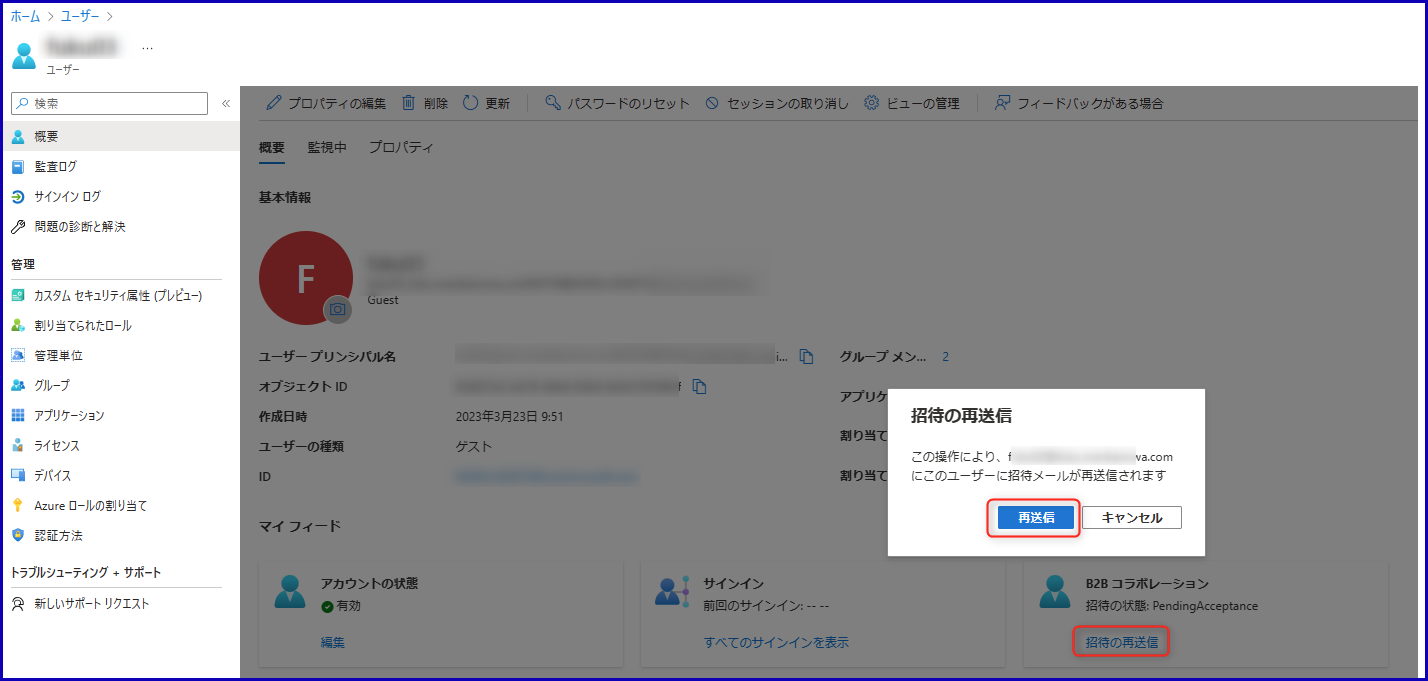 ホーム > ユーザー >
...
ユーザー
検索
«
概要
監査ログ
サインイン ログ
問題の診断と解決
管理
カスタム セキュリティ属性 (プレビュー)
割り当てられたロール
管理単位
グループ
アプリケーション
ライセンス
デバイス
Azure ロールの割り当て
認証方法
トラブルシューティング + サポート
新しいサポート リクエスト
プロパティの編集 削除 更新 パスワードのリセット セッションの取り消し ビューの管理 フィードバックがある場合
概要 監視中 プロパティ
基本情報
F
Guest
ユーザー プリンシパル名 i... グループ メン... 2
オブジェクト ID f アプリケ
作成日時 2023年3月23日 9:51 割り当て
ユーザーの種類 ゲスト
ID 割り当て
招待の再送信
この操作により、f wa.com
にこのユーザーに招待メールが再送信されます
再送信 キャンセル
マイ フィード
アカウントの状態
有効
編集
サインイン
前回のサインイン: -- --
すべてのサインインを表示
B2B コラボレーション
招待の状態: PendingAcceptance
招待の再送信